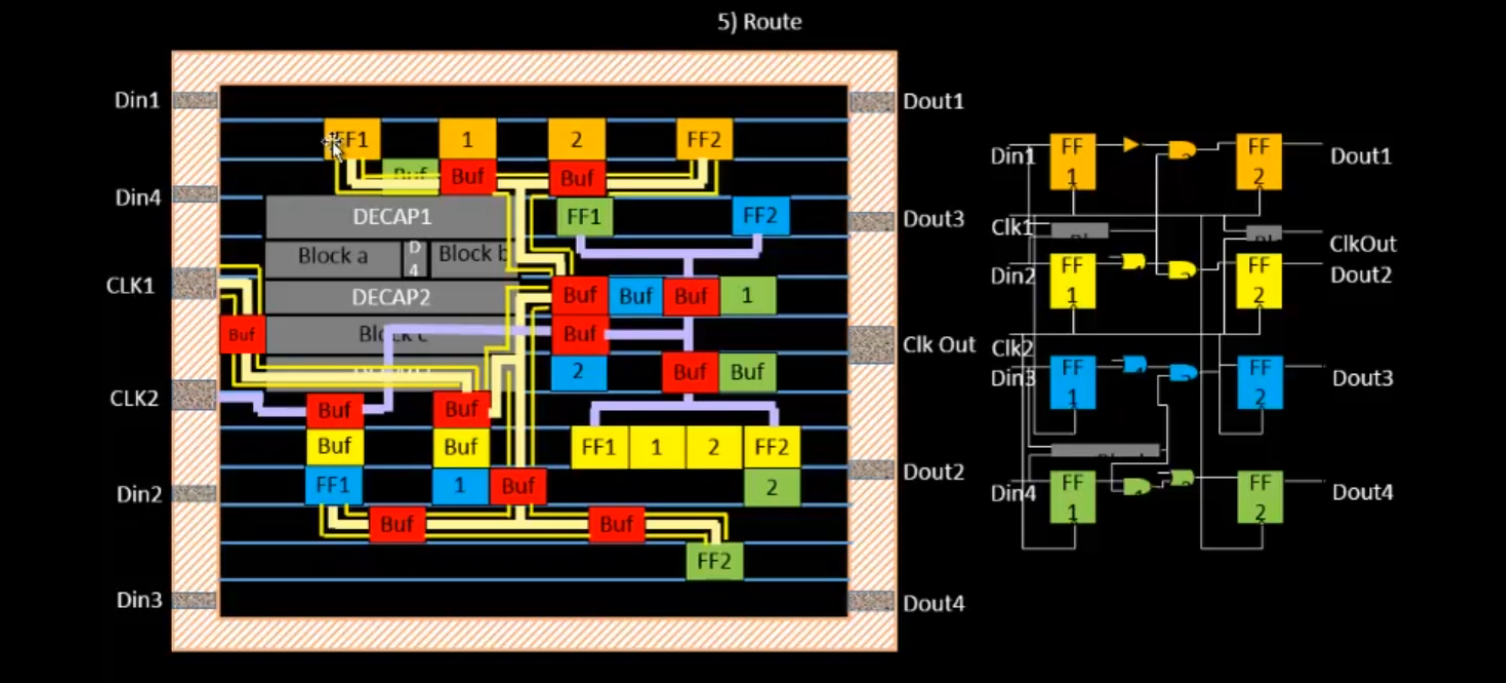 5) Route
Din1
Dout1
FF1
1
2
FF2
Buf
Buf
Buf
Din4
DECAP1
FF1
FF2
Dout3
Block a
D
4
Block b
CLK1
DECAP2
Buf
Buf
Buf
1
Buf
Block c
Buf
Clk Out
2
Buf
Buf
CLK2
Buf
Buf
Buf
Buf
FF1
1
2
FF2
Dout2
Din2
FF1
1
Buf
2
Buf
Buf
FF2
Din3
Dout4
Din1
FF
1
FF
2
Dout1
Clk1
ClkOut
Din2
FF
1
FF
2
Dout2
Clk2
Din3
FF
1
FF
2
Dout3
Din4
FF
1
FF
2
Dout4